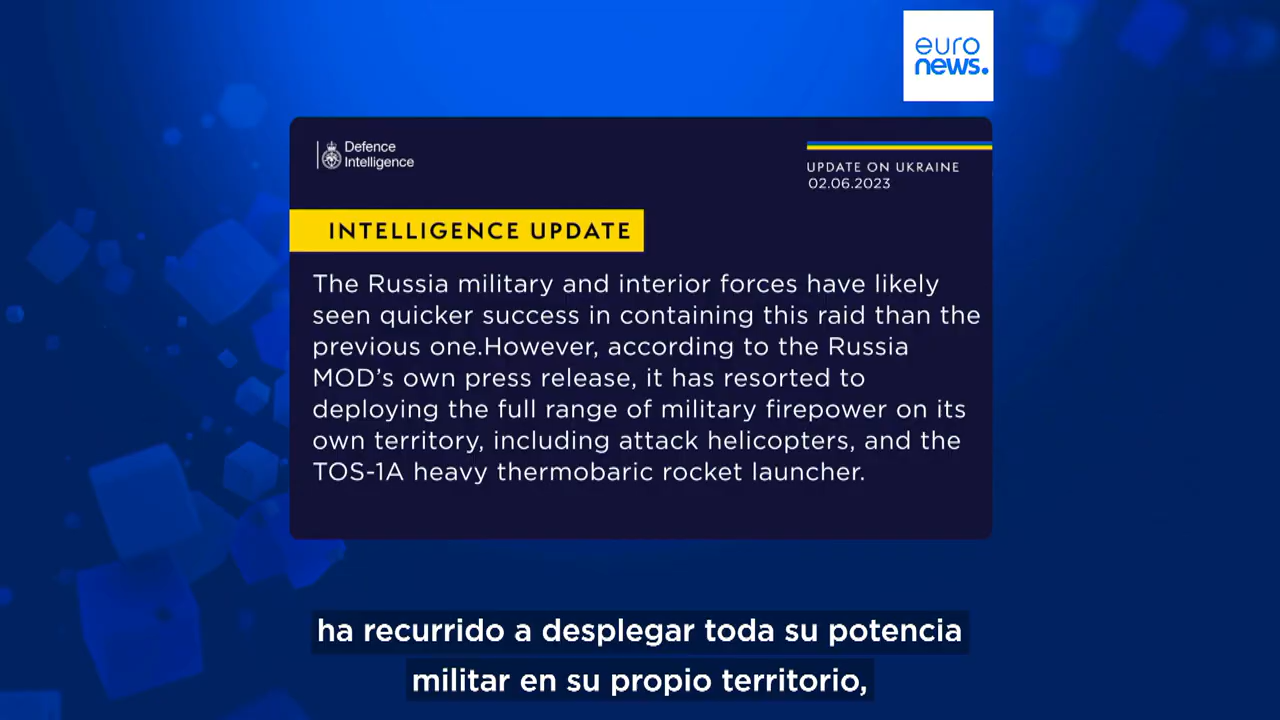 euro
news.
Defence
Intelligence
UPDATE ON UKRAINE
02.06.2023
INTELLIGENCE UPDATE
The Russia military and interior forces have likely
seen quicker success in containing this raid than the
previous one.However, according to the Russia
MOD’s own press release, it has resorted to
deploying the full range of military firepower on its
own territory, including attack helicopters, and the
TOS-1A heavy thermobaric rocket launcher.
ha recurrido a desplegar toda su potencia
militar en su propio territorio,